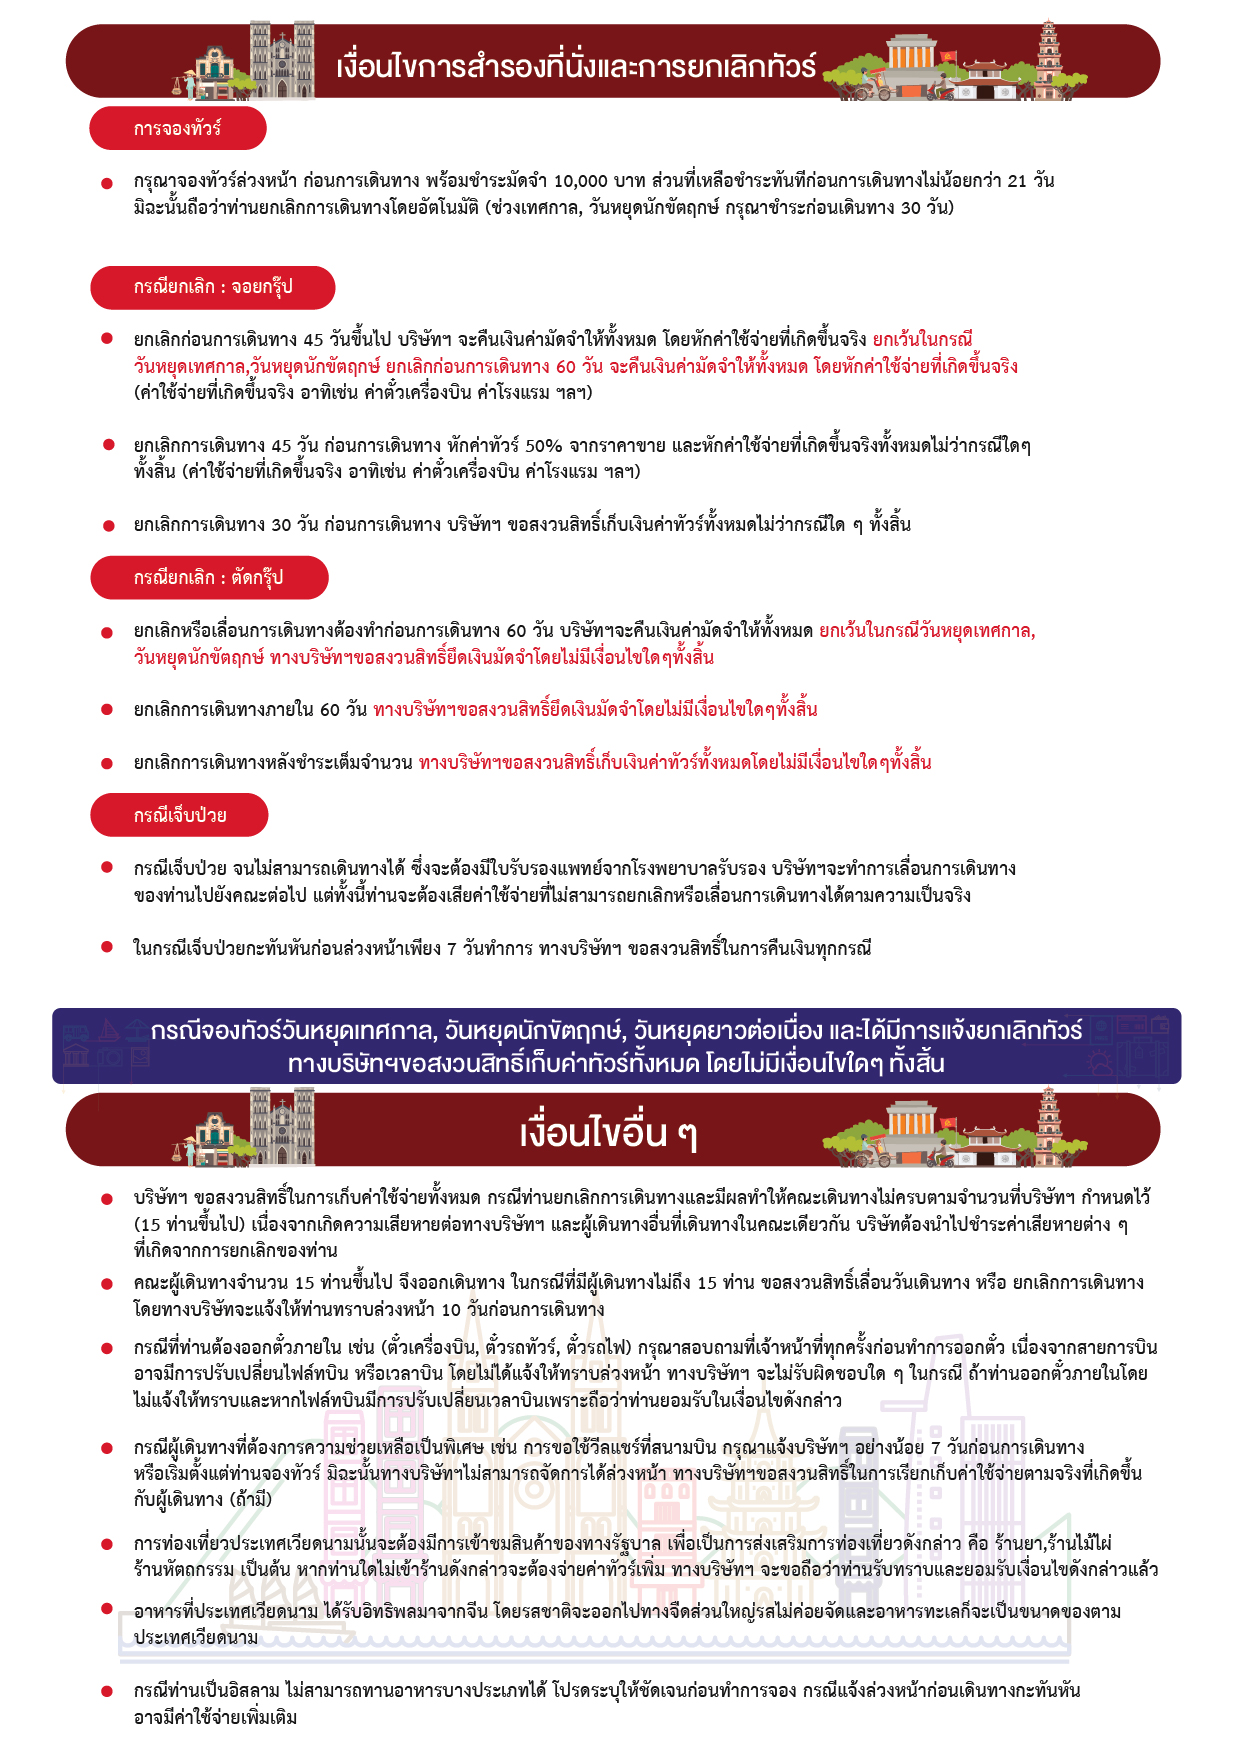 เงื่อนไขการสำรองที่นั่งและการยกเลิกทัวร์
การจองทัวร์
กรุณาจองทัวร์ล่วงหน้า ก่อนการเดินทาง พร้อมชำระมัดจำ 10,000 บาท ส่วนที่เหลือชำระทันทีก่อนการเดินทางไม่น้อยกว่า 21 วัน
มิฉะนั้นถือว่าท่านยกเลิกการเดินทางโดยอัตโนมัติ (ช่วงเทศกาล, วันหยุดนักขัตฤกษ์ กรุณาชำระก่อนเดินทาง 30 วัน)
กรณียกเลิก : จอยกรุ๊ป
ยกเลิกก่อนการเดินทาง 45 วันขึ้นไป บริษัทฯ จะคืนเงินค่ามัดจำให้ทั้งหมด โดยหักค่าใช้จ่ายที่เกิดขึ้นจริง ยกเว้นในกรณี
วันหยุดเทศกาล,วันหยุดนักขัตฤกษ์ ยกเลิกก่อนการเดินทาง 60 วัน จะคืนเงินค่ามัดจำให้ทั้งหมด โดยหักค่าใช้จ่ายที่เกิดขึ้นจริง
(ค่าใช้จ่ายที่เกิดขึ้นจริง อาทิเช่น ค่าตั๋วเครื่องบิน ค่าโรงแรม ฯลฯ)
ยกเลิกการเดินทาง 45 วัน ก่อนการเดินทาง หักค่าทัวร์ 50% จากราคาขาย และหักค่าใช้จ่ายที่เกิดขึ้นจริงทั้งหมดไม่ว่ากรณีใดๆ
ทั้งสิ้น (ค่าใช้จ่ายที่เกิดขึ้นจริง อาทิเช่น ค่าตั๋วเครื่องบิน ค่าโรงแรม ฯลฯ)
ยกเลิกการเดินทาง 30 วัน ก่อนการเดินทาง บริษัทฯ ขอสงวนสิทธิ์เก็บเงินค่าทัวร์ทั้งหมดไม่ว่ากรณีใด ๆ ทั้งสิ้น
กรณียกเลิก : ตัดกรุ๊ป
ยกเลิกหรือเลื่อนการเดินทางต้องทำก่อนการเดินทาง 60 วัน บริษัทฯจะคืนเงินค่ามัดจำให้ทั้งหมด ยกเว้นในกรณีวันหยุดเทศกาล,
วันหยุดนักขัตฤกษ์ ทางบริษัทฯขอสงวนสิทธิ์ยึดเงินมัดจำโดยไม่มีเงื่อนไขใดๆทั้งสิ้น
ยกเลิกการเดินทางภายใน 60 วัน ทางบริษัทฯขอสงวนสิทธิ์ยึดเงินมัดจำโดยไม่มีเงื่อนไขใดๆทั้งสิ้น
ยกเลิกการเดินทางหลังชำระเต็มจำนวน ทางบริษัทฯขอสงวนสิทธิ์เก็บเงินค่าทัวร์ทั้งหมดโดยไม่มีเงื่อนไขใดๆทั้งสิ้น
กรณีเจ็บป่วย
กรณีเจ็บป่วย จนไม่สามารถเดินทางได้ ซึ่งจะต้องมีใบรับรองแพทย์จากโรงพยาบาลรับรอง บริษัทฯจะทำการเลื่อนการเดินทาง
ของท่านไปยังคณะต่อไป แต่ทั้งนี้ท่านจะต้องเสียค่าใช้จ่ายที่ไม่สามารถยกเลิกหรือเลื่อนการเดินทางได้ตามความเป็นจริง
ในกรณีเจ็บป่วยกะทันหันก่อนล่วงหน้าเพียง 7 วันทำการ ทางบริษัทฯ ขอสงวนสิทธิ์ในการคืนเงินทุกกรณี
กรณีจองทัวร์วันหยุดเทศกาล, วันหยุดนักขัตฤกษ์, วันหยุดยาวต่อเนื่อง และได้มีการแจ้งยกเลิกทัวร์
ทางบริษัทฯขอสงวนสิทธิ์เก็บค่าทัวร์ทั้งหมด โดยไม่มีเงื่อนไขใดๆ ทั้งสิ้น
เงื่อนไขอื่น ๆ
บริษัทฯ ขอสงวนสิทธิ์ในการเก็บค่าใช้จ่ายทั้งหมด กรณีท่านยกเลิกการเดินทางและมีผลทำให้คณะเดินทางไม่ครบตามจำนวนที่บริษัทฯ กำหนดไว้
(15 ท่านขึ้นไป) เนื่องจากเกิดความเสียหายต่อทางบริษัทฯ และผู้เดินทางอื่นที่เดินทางในคณะเดียวกัน บริษัทต้องนำไปชำระค่าเสียหายต่าง ๆ
ที่เกิดจากการยกเลิกของท่าน
คณะผู้เดินทางจำนวน 15 ท่านขึ้นไป จึงออกเดินทาง ในกรณีที่มีผู้เดินทางไม่ถึง 15 ท่าน ขอสงวนสิทธิ์เลื่อนวันเดินทาง หรือ ยกเลิกการเดินทาง
โดยทางบริษัทจะแจ้งให้ท่านทราบล่วงหน้า 10 วันก่อนการเดินทาง
กรณีที่ท่านต้องออกตั๋วภายใน เช่น (ตั๋วเครื่องบิน, ตั๋วรถทัวร์, ตั๋วรถไฟ) กรุณาสอบถามที่เจ้าหน้าที่ทุกครั้งก่อนทำการออกตั๋ว เนื่องจากสายการบิน
อาจมีการปรับเปลี่ยนไฟล์ทบิน หรือเวลาบิน โดยไม่ได้แจ้งให้ทราบล่วงหน้า ทางบริษัทฯ จะไม่รับผิดชอบใด ๆ ในกรณี ถ้าท่านออกตั๋วภายในโดย
ไม่แจ้งให้ทราบและหากไฟล์ทบินมีการปรับเปลี่ยนเวลาบินเพราะถือว่าท่านยอมรับในเงื่อนไขดังกล่าว
กรณีผู้เดินทางที่ต้องการความช่วยเหลือเป็นพิเศษ เช่น การขอใช้วีลแชร์ที่สนามบิน กรุณาแจ้งบริษัทฯ อย่างน้อย 7 วันก่อนการเดินทาง
หรือเริ่มตั้งแต่ท่านจองทัวร์ มิฉะนั้นทางบริษัทฯไม่สามารถจัดการได้ล่วงหน้า ทางบริษัทฯขอสงวนสิทธิ์ในการเรียกเก็บค่าใช้จ่ายตามจริงที่เกิดขึ้น
กับผู้เดินทาง (ถ้ามี)
การท่องเที่ยวประเทศเวียดนามนั้นจะต้องมีการเข้าชมสินค้าของทางรัฐบาล เพื่อเป็นการส่งเสริมการท่องเที่ยวดังกล่าว คือ ร้านยา,ร้านไม้ไผ่
ร้านหัตถกรรม เป็นต้น หากท่านใดไม่เข้าร้านดังกล่าวจะต้องจ่ายค่าทัวร์เพิ่ม ทางบริษัทฯ จะขอถือว่าท่านรับทราบและยอมรับเงื่อนไขดังกล่าวแล้ว
อาหารที่ประเทศเวียดนาม ได้รับอิทธิพลมาจากจีน โดยรสชาติจะออกไปทางจืดส่วนใหญ่รสไม่ค่อยจัดและอาหารทะเลก็จะเป็นขนาดของตาม
ประเทศเวียดนาม
กรณีท่านเป็นอิสลาม ไม่สามารถทานอาหารบางประเภทได้ โปรดระบุให้ชัดเจนก่อนทำการจอง กรณีแจ้งล่วงหน้าก่อนเดินทางกะทันหัน
อาจมีค่าใช้จ่ายเพิ่มเติม